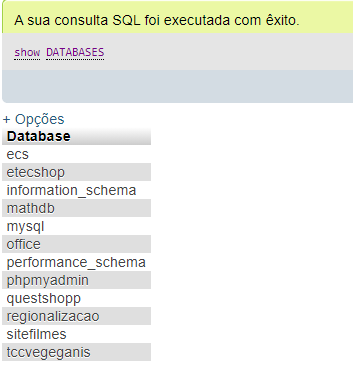 A sua consulta SQL foi executada com êxito.
show DATABASES
+ Opções
Database
ecs
etecshop
information_schema
mathdb
mysql
office
performance_schema
phpmyadmin
questshopp
regionalizacao
sitefilmes
tccvegeganis